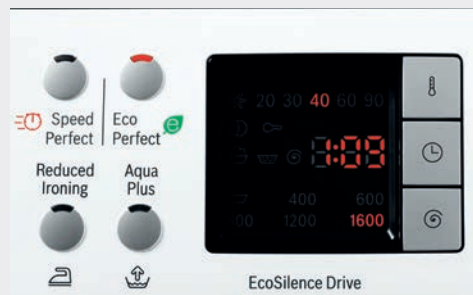 Speed
Perfect
Eco
Perfect
e
Reduced
Ironing
Aqua
Plus
20 30 40 60 90
1:09
400 600
1200 1600
EcoSilence Drive